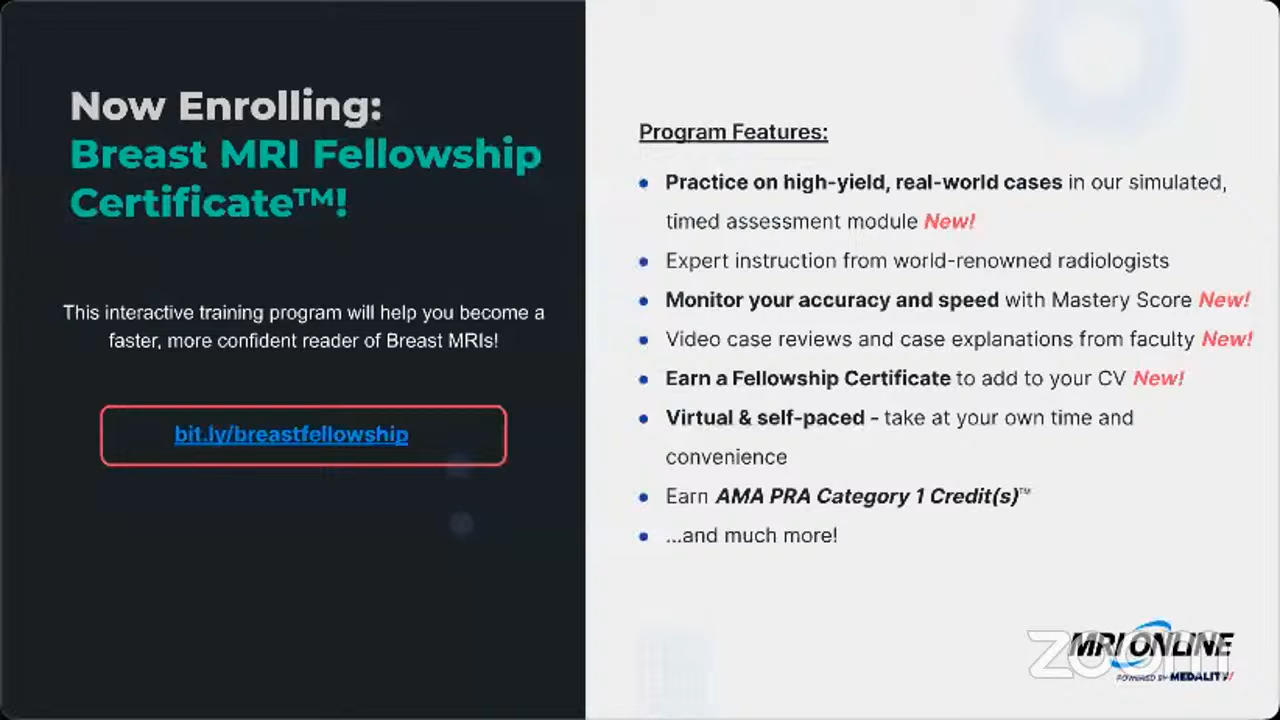 Now Enrolling:
Breast MRI Fellowship
Certificate™!
This interactive training program will help you become a
faster, more confident reader of Breast MRIs!
bit.ly/breastfellowship
Program Features:
• Practice on high-yield, real-world cases in our simulated,
timed assessment module New!
• Expert instruction from world-renowned radiologists
• Monitor your accuracy and speed with Mastery Score New!
• Video case reviews and case explanations from faculty New!
• Earn a Fellowship Certificate to add to your CV New!
• Virtual & self-paced - take at your own time and
convenience
• Earn AMA PRA Category 1 Credit(s)™
• ...and much more!
MRI ONLINE
zoom
POWERED BY MEDALITY